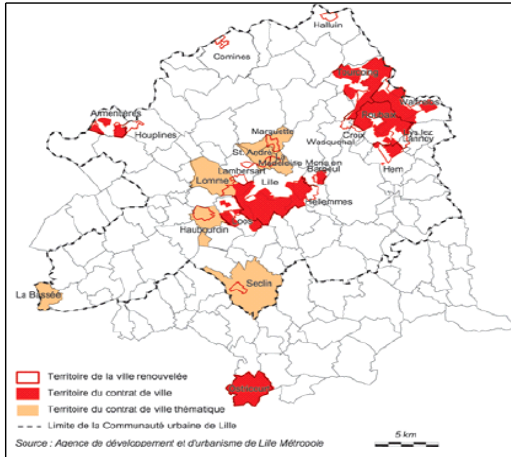 Halluin
Comines
Tourcoing
Armentières
Wattrelos
Houplines
Roubaix
Marquette
Croix
Wasquehal
Lys lez
Lannoy
St. André
La
Madeleine
Mons en
Baroeul
Hem
Lambersart
Lomme
Lille
Hellemmes
Loos
Haubourdin
Seclin
La Bassée
Territoire de la ville renouvelée
Territoire du contrat de ville
Territoire du contrat de ville thématique
Limite de la Communauté urbaine de Lille
5 km
Source : Agence de développement et d'urbanisme de Lille Métropole